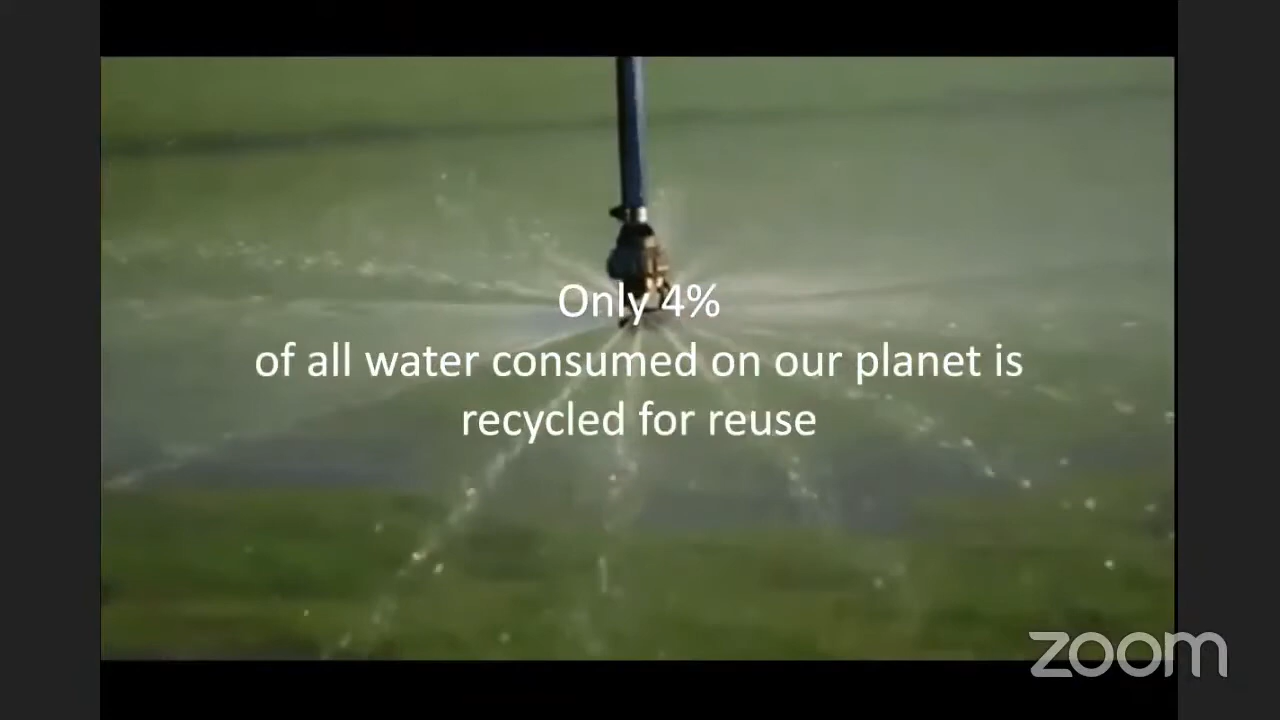 Only 4%
of all water consumed on our planet is
recycled for reuse
zoom